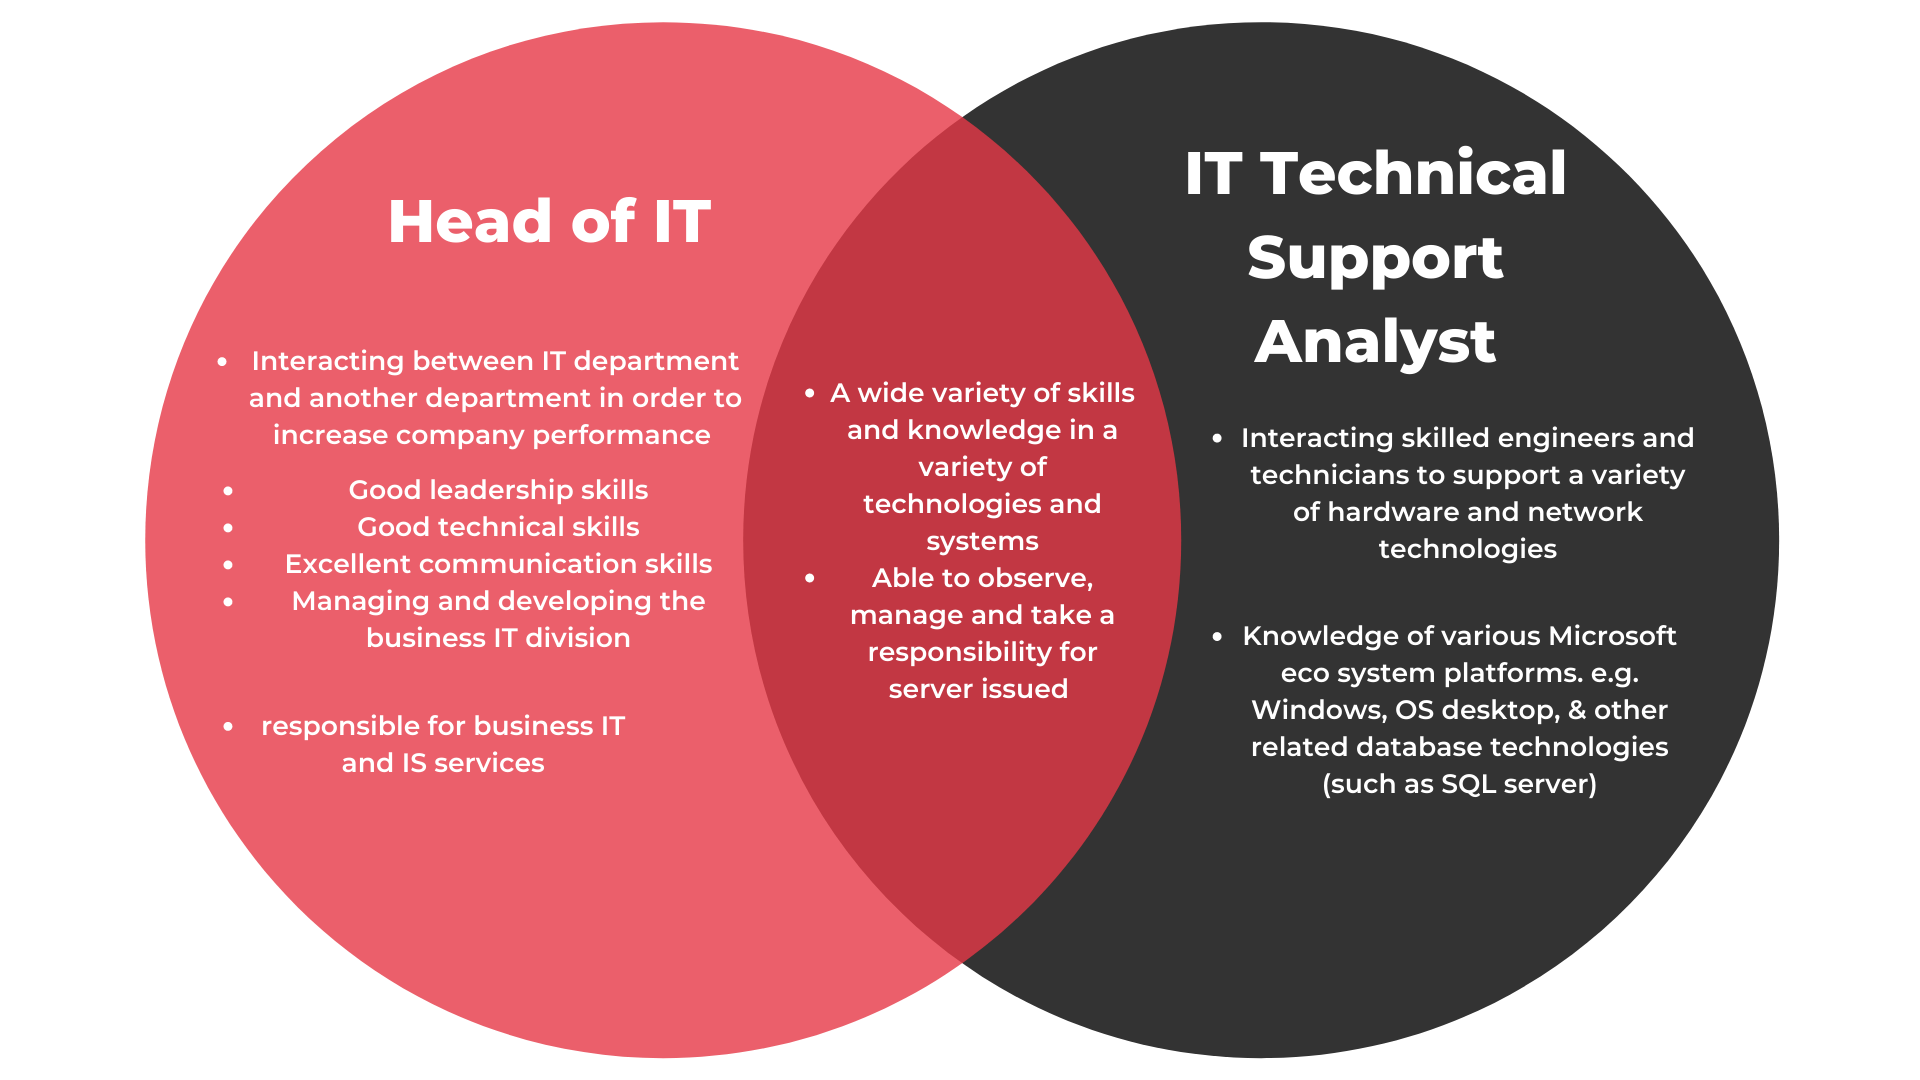 Head of IT
• Interacting between IT department
and another department in order to
increase company performance
• Good leadership skills
• Good technical skills
• Excellent communication skills
• Managing and developing the
business IT division
• responsible for business IT
and IS services
• A wide variety of skills
and knowledge in a
variety of
technologies and
systems
• Able to observe,
manage and take a
responsibility for
server issued
IT Technical
Support
Analyst
• Interacting skilled engineers and
technicians to support a variety
of hardware and network
technologies
• Knowledge of various Microsoft
eco system platforms. e.g.
Windows, OS desktop, & other
related database technologies
(such as SQL server)